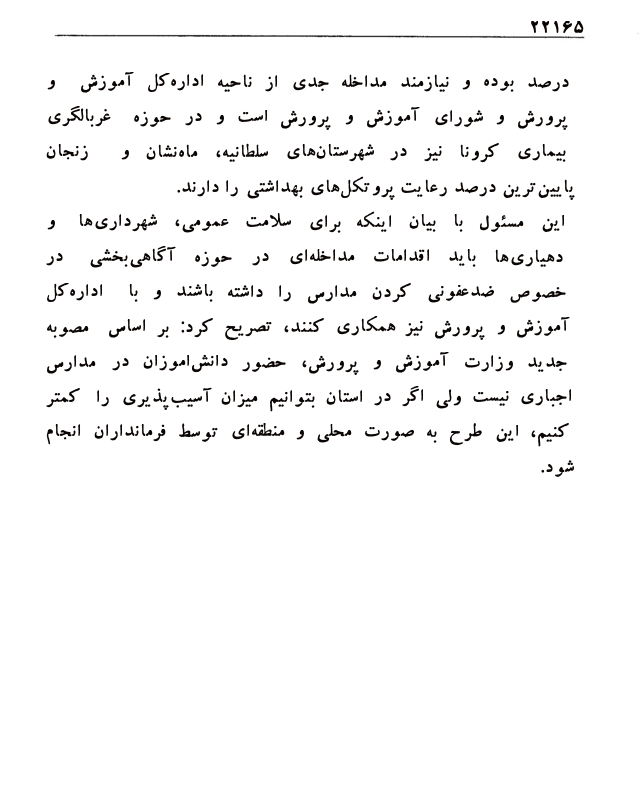 ۲۲۱۶۵
درصد بوده و نیازمند مداخله جدی از ناحیه اداره‌کل آموزش و
پرورش و شورای آموزش و پرورش است و در حوزه غربالگری
بیماری کرونا نیز در شهرستان‌های سلطانیه، ماه‌نشان و زنجان
پایین‌ترین درصد رعایت پروتکل‌های بهداشتی را دارند.
این مسئول با بیان اینکه برای سلامت عمومی، شهرداری‌ها و
دهیاری‌ها باید اقدامات مداخله‌ای در حوزه آگاهی‌بخشی در
خصوص ضدعفونی کردن مدارس را داشته باشند و با اداره‌کل
آموزش و پرورش نیز همکاری کنند، تصریح کرد: بر اساس مصوبه
جدید وزارت آموزش و پرورش، حضور دانش‌اموزان در مدارس
اجباری نیست ولی اگر در استان بتوانیم میزان آسیب‌پذیری را کمتر
کنیم، این طرح به صورت محلی و منطقه‌ای توسط فرمانداران انجام
شود.